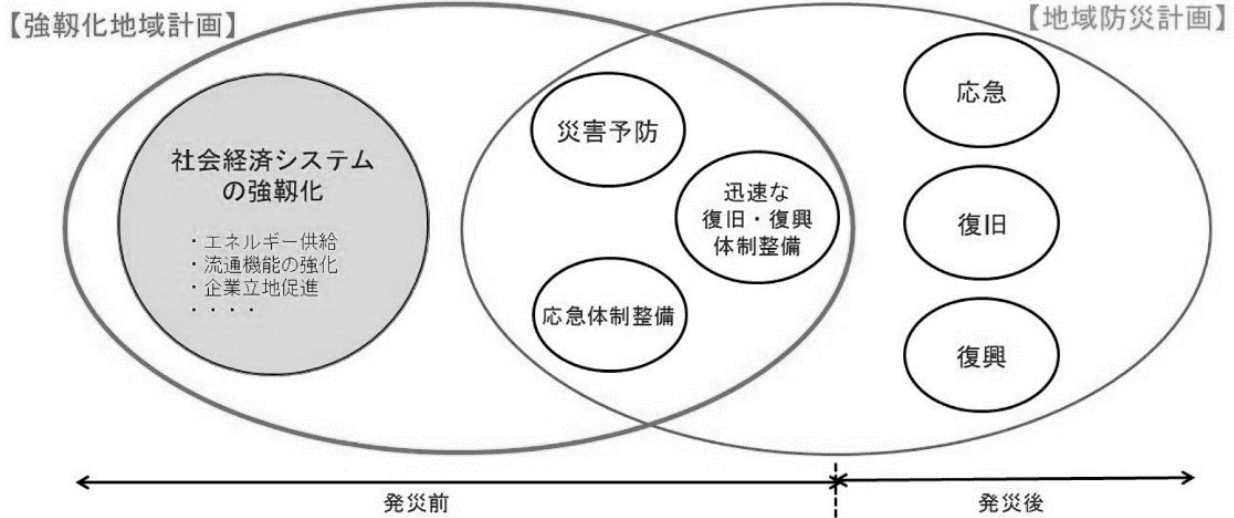 【強靱化地域計画】
【地域防災計画】
社会経済システム
の強靱化
・エネルギー供給
・流通機能の強化
・企業立地促進
・・・・
災害予防
迅速な
復旧・復興
体制整備
応急体制整備
応急
復旧
復興
発災前
発災後